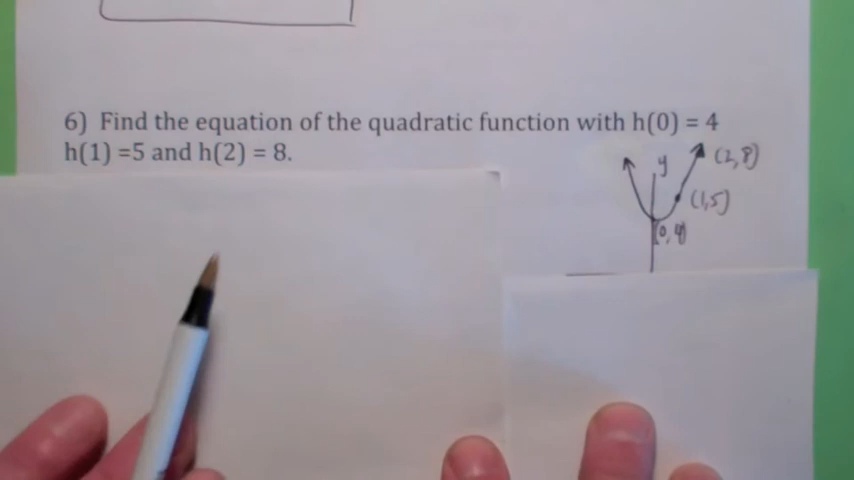 6) Find the equation of the quadratic function with h(0) = 4
h(1) =5 and h(2) = 8.
y
(2,8)
(1,5)
(0,4)